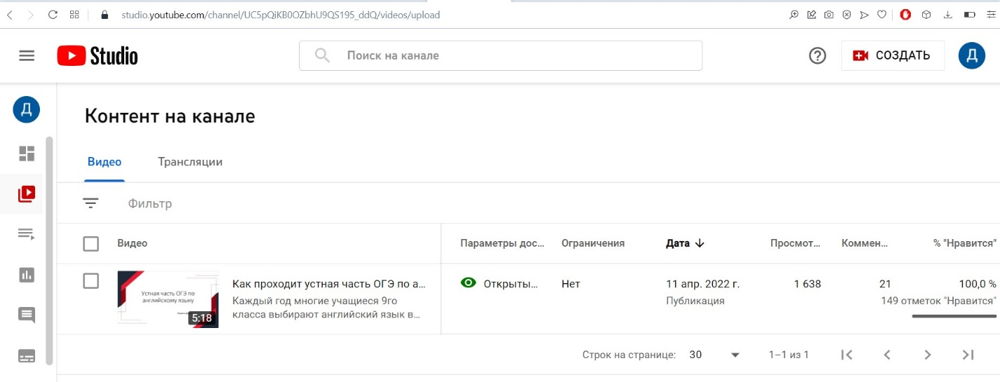 studio.youtube.com/channel/UC5pQiKB0OZbhU9QS195_ddQ/videos/upload
Studio
Поиск на канале
СОЗДАТЬ
Д
Д
Контент на канале
Видео
Трансляции
Фильтр
Видео
Параметры дос...
Ограничения
Дата
Просмот...
Коммен...
% "Нравится"
Устная часть ОГЭ по
английскому языку
5:18
Как проходит устная часть ОГЭ по а...
Каждый год многие учащиеся 9го
класса выбирают английский язык в...
Открыты...
Нет
11 апр. 2022 г.
Публикация
1 638
21
100,0 %
149 отметок "Нравится"
Строк на странице:
30
1–1 из 1